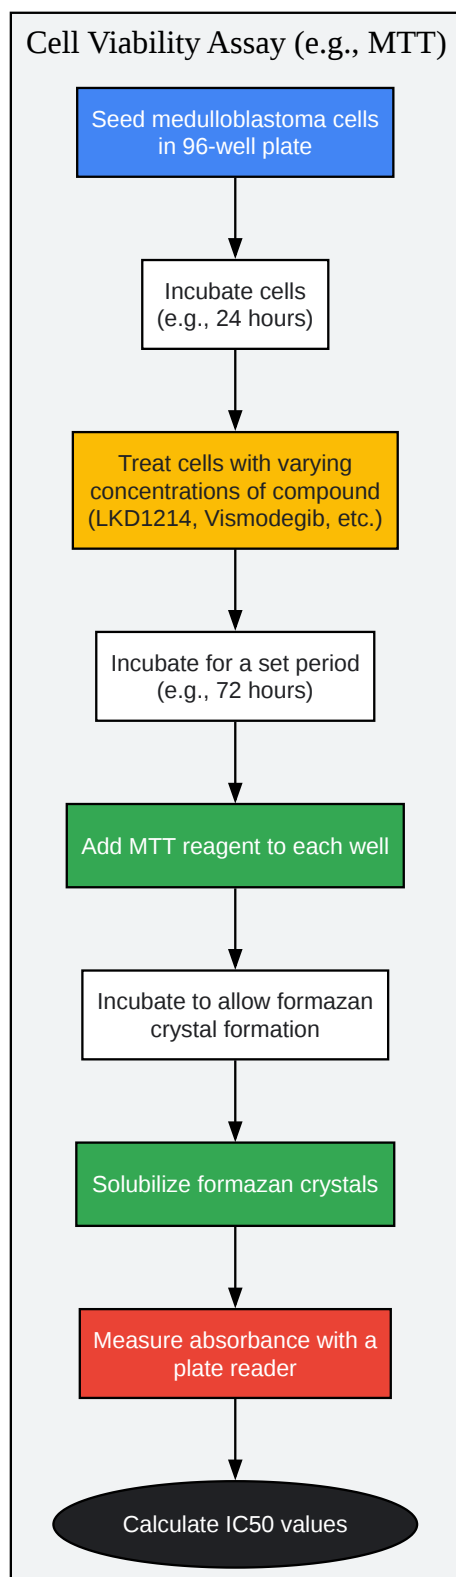 Cell Viability Assay (e.g., MTT)
Seed medulloblastoma cells
in 96-well plate
Incubate cells
(e.g., 24 hours)
Treat cells with varying
concentrations of compound
(LKD1214, Vismodegib, etc.)
Incubate for a set period
(e.g., 72 hours)
Add MTT reagent to each well
Incubate to allow formazan
crystal formation
Solubilize formazan crystals
Measure absorbance with a
plate reader
Calculate IC50 values